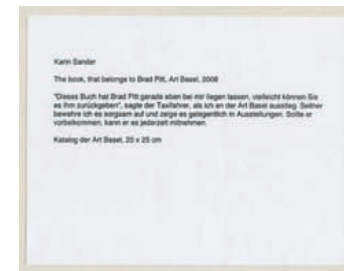 Karin Sander
The book, that belongs to Brad Pitt, Art Basel, 2008
"Dieses Buch hat Brad Pitt gerade eben bei mir liegen lassen, vielleicht können Sie
es ihm zurückgeben", sagte der Taxifahrer, als ich an der Art Basel ausstieg. Seither
bewahre ich es sorgsam auf und zeige es gelegentlich in Ausstellungen. Sollte er
vorbeikommen, kann er es jederzeit mitnehmen.
Katalog der Art Basel, 20 x 25 cm